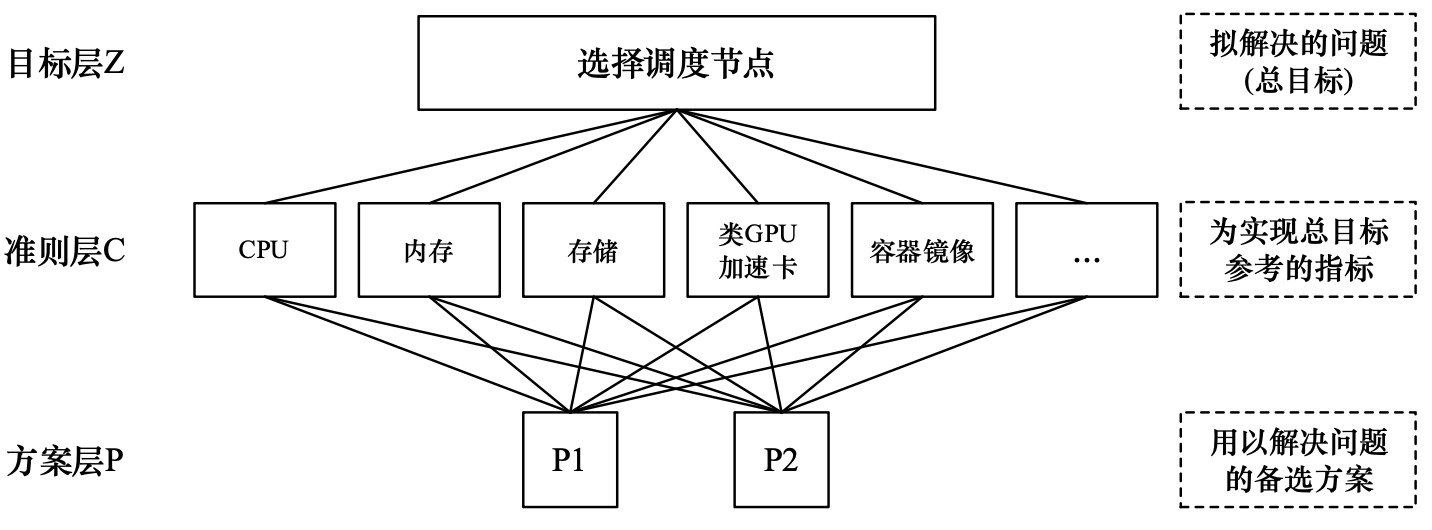 目标层Z
选择调度节点
拟解决的问题
(总目标)
准则层C
CPU
内存
存储
类GPU
加速卡
容器镜像
...
为实现总目标
参考的指标
方案层P
P1
P2
用以解决问题
的备选方案